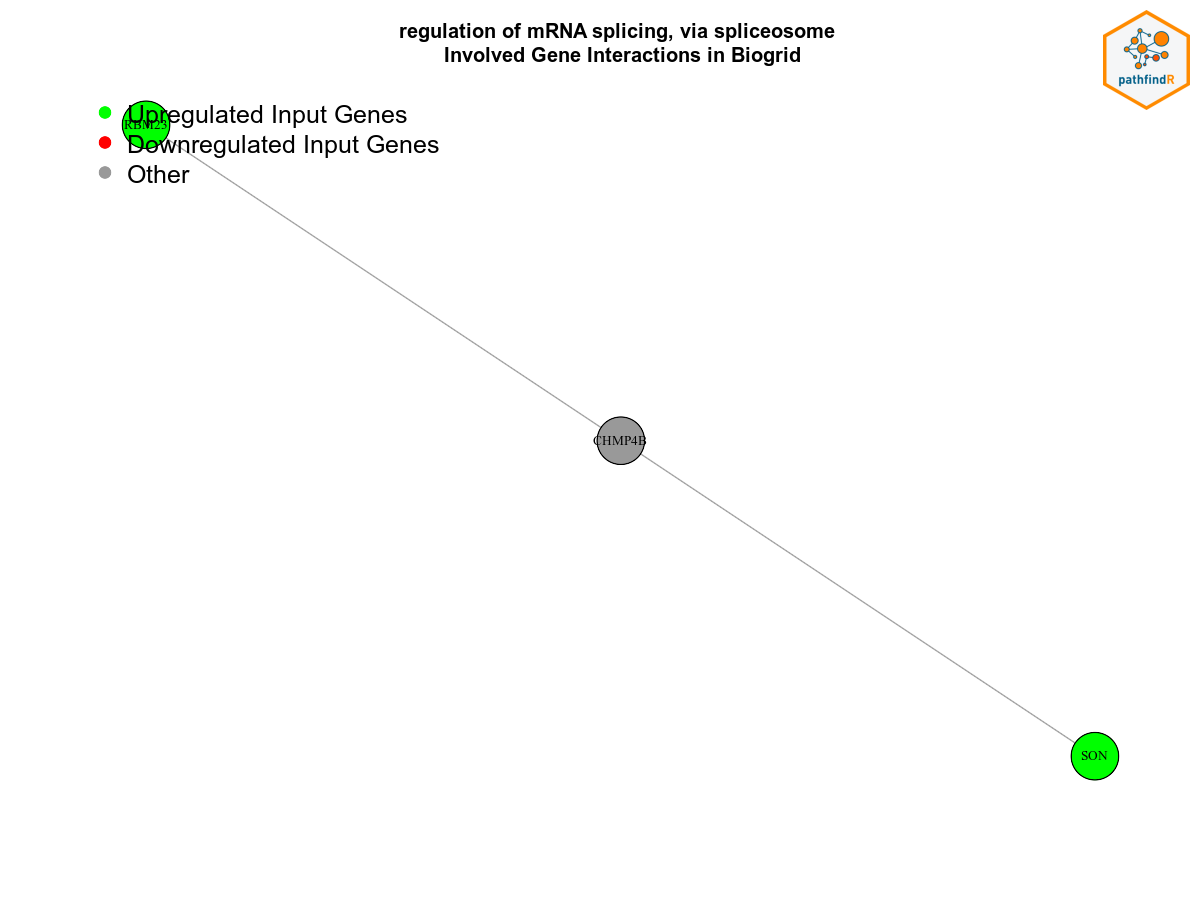 regulation of mRNA splicing, via spliceosome
Involved Gene Interactions in Biogrid
pathfindR
Upregulated Input Genes
RBM23
Downregulated Input Genes
Other
CHMP4B
SON